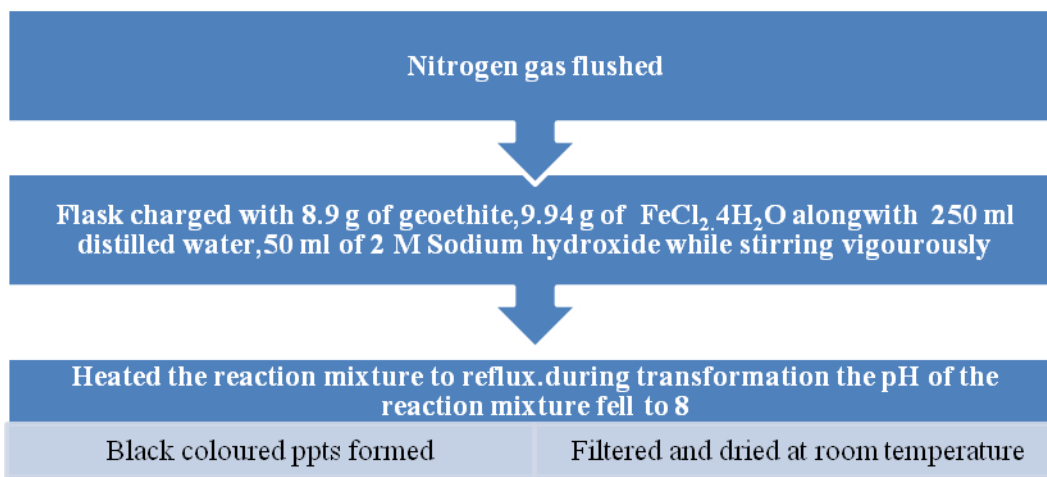 Nitrogen gas flushed
Flask charged with 8.9 g of geoethite,9.94 g of FeCl₂.4H₂O alongwith 250 ml
distilled water,50 ml of 2 M Sodium hydroxide while stirring vigourously
Heated the reaction mixture to reflux.during transformation the pH of the
reaction mixture fell to 8
Black coloured ppts formed
Filtered and dried at room temperature